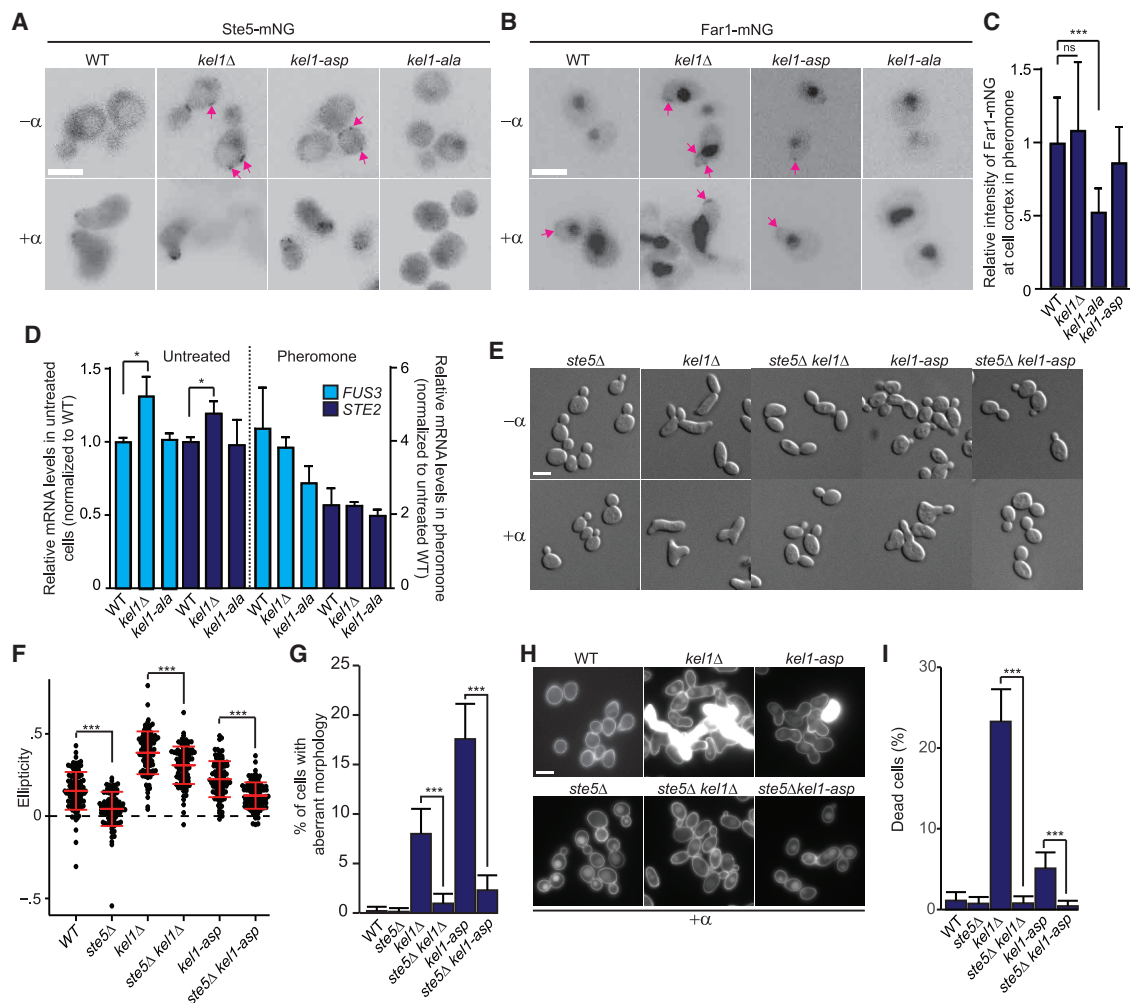 A
Ste5-mNG
WT
kel1Δ
kel1-asp
kel1-ala
−α
+α
B
Far1-mNG
WT
kel1Δ
kel1-asp
kel1-ala
−α
+α
C
***
ns
Relative intensity of Far1-mNG
at cell cortex in pheromone
1.5
1
.5
0
WT
kel1Δ
kel1-ala
kel1-asp
D
Untreated
Pheromone
*
*
FUS3
STE2
Relative mRNA levels in untreated
cells (normalized to WT)
1.5
1.0
0.5
0
Relative mRNA levels in pheromone
(normalized to untreated WT)
6
4
2
0
WT
kel1Δ
kel1-ala
WT
kel1Δ
kel1-ala
WT
kel1Δ
kel1-ala
WT
kel1Δ
kel1-ala
E
ste5Δ
kel1Δ
ste5Δ kel1Δ
kel1-asp
ste5Δ kel1-asp
−α
+α
F
***
***
***
Ellipticity
.5
0
-.5
WT
ste5Δ
kel1Δ
ste5Δ kel1Δ
kel1-asp
ste5Δ kel1-asp
G
***
***
% of cells with
aberrant morphology
25
20
15
10
5
0
WT
ste5Δ
kel1Δ
ste5Δ kel1Δ
kel1-asp
ste5Δ kel1-asp
H
WT
kel1Δ
kel1-asp
ste5Δ
ste5Δ kel1Δ
ste5Δkel1-asp
+α
I
***
***
Dead cells (%)
30
20
10
0
WT
ste5Δ
kel1Δ
ste5Δ kel1Δ
kel1-asp
ste5Δ kel1-asp